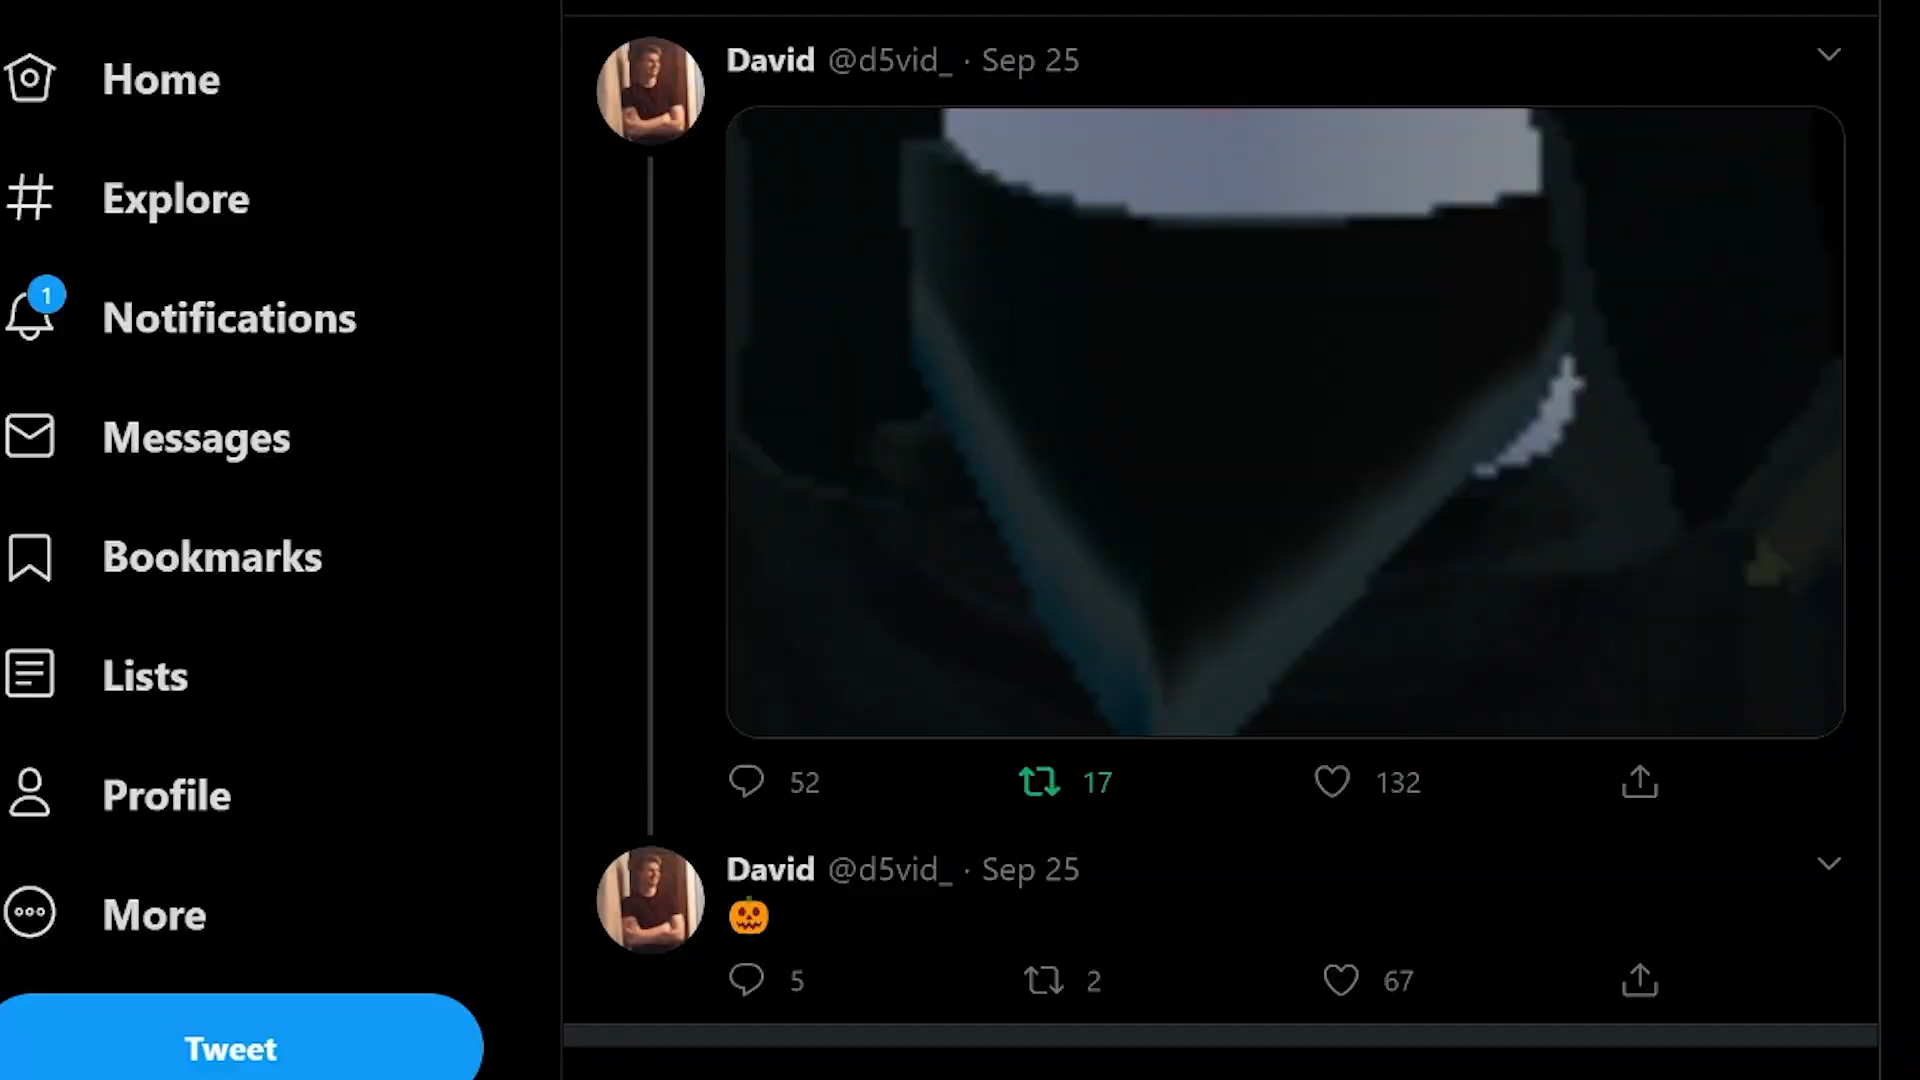 Home
Explore
1
Notifications
Messages
Bookmarks
Lists
Profile
More
Tweet
David @d5vid_ · Sep 25
52 17 132
David @d5vid_ · Sep 25
🎃
5 2 67